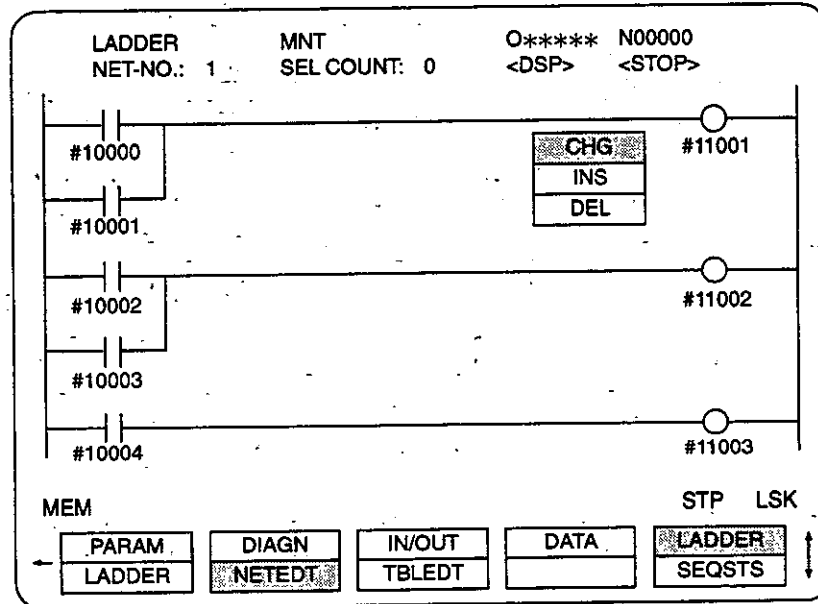 LADDER MNT O***** N00000
NET-NO.: 1 SEL COUNT: 0 <DSP> <STOP>
#10000 #11001
CHG
INS
DEL
#10001
#10002 #11002
#10003
#10004 #11003
MEM STP LSK
PARAM DIAGN IN/OUT DATA LADDER
LADDER NETEDT TBLEDT SEQSTS